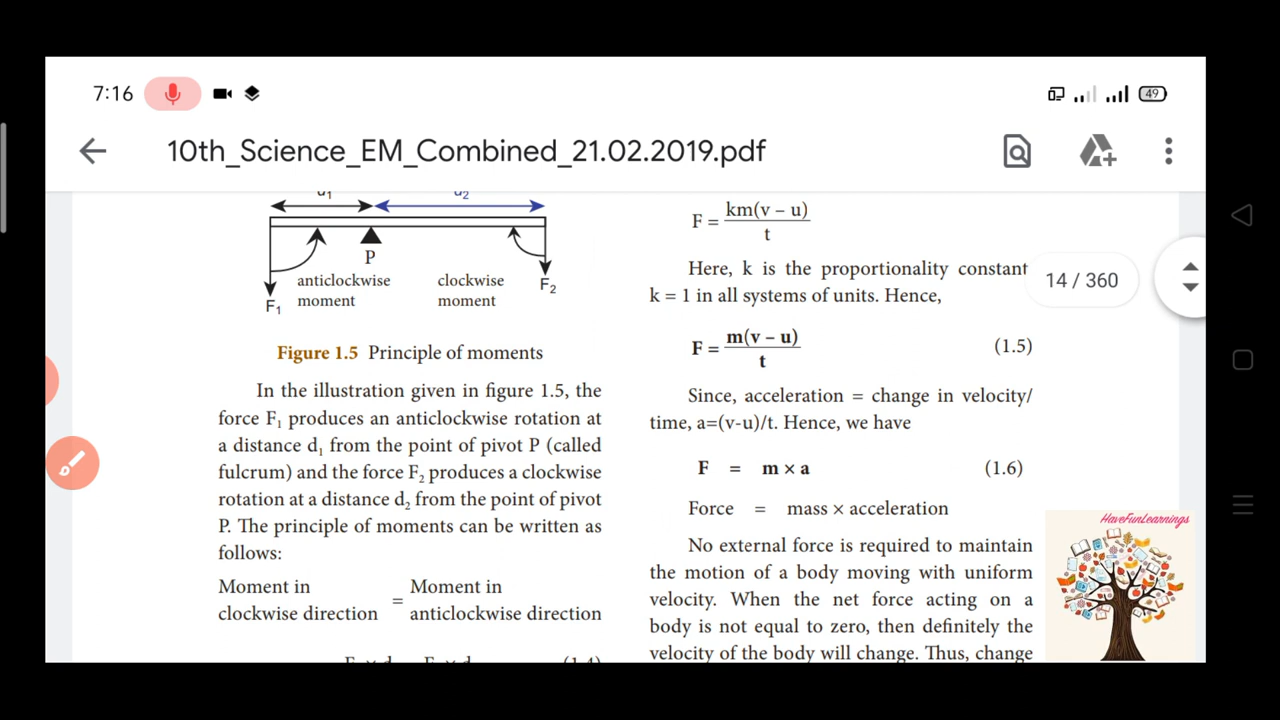 7:16
49
10th_Science_EM_Combined_21.02.2019.pdf
d₁ d₂
P
anticlockwise
moment
clockwise
moment
F₁
F₂
Figure 1.5 Principle of moments
In the illustration given in figure 1.5, the
force F₁ produces an anticlockwise rotation at
a distance d₁ from the point of pivot P (called
fulcrum) and the force F₂ produces a clockwise
rotation at a distance d₂ from the point of pivot
P. The principle of moments can be written as
follows:
Moment in clockwise direction = Moment in anticlockwise direction
(1.4)
F = km(v – u) / t
Here, k is the proportionality constant
k = 1 in all systems of units. Hence,
F = m(v – u) / t (1.5)
Since, acceleration = change in velocity/
time, a=(v-u)/t. Hence, we have
F = m × a (1.6)
Force = mass × acceleration
No external force is required to maintain
the motion of a body moving with uniform
velocity. When the net force acting on a
body is not equal to zero, then definitely the
velocity of the body will change. Thus, change
14 / 360
HaveFunLearnings